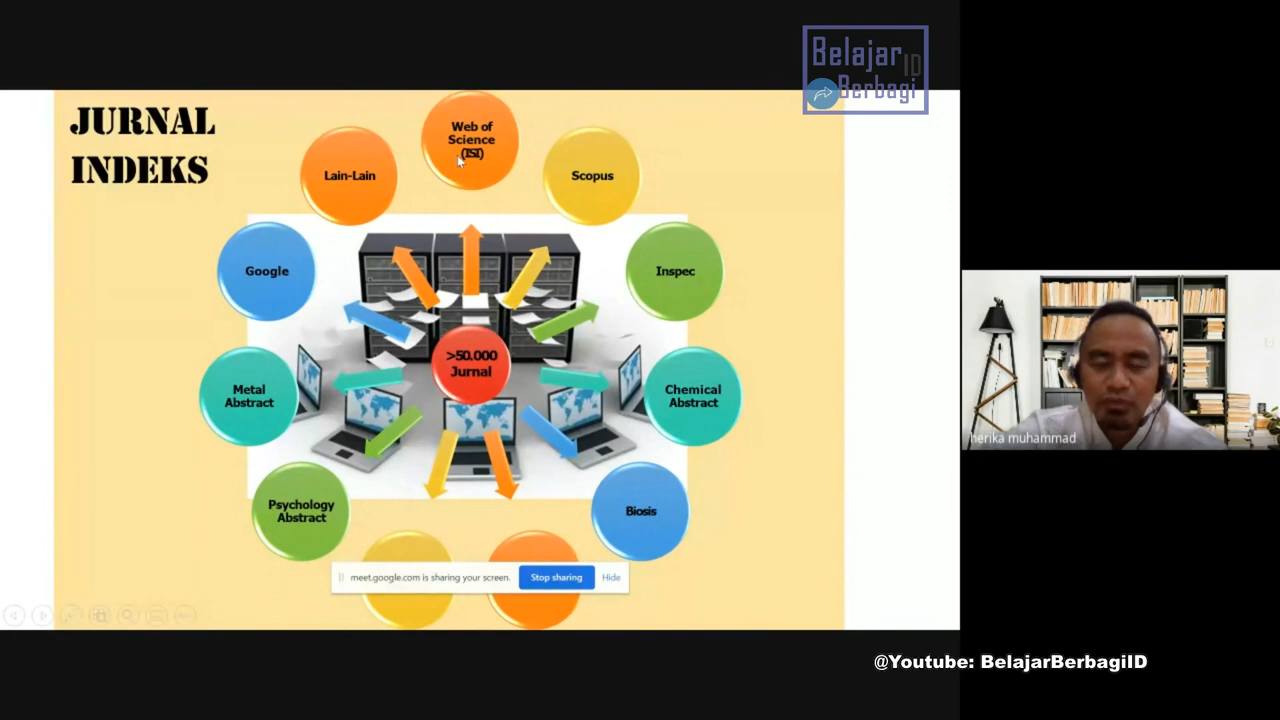 Belajar
ID
Berbagi
JURNAL
INDEKS
Web of
Science
(ISI)
Lain-Lain
Scopus
Google
Inspec
>50.000
Jurnal
Metal
Abstract
Chemical
Abstract
Psychology
Abstract
Biosis
meet.google.com is sharing your screen.
Stop sharing
Hide
herika muhammad
@Youtube: BelajarBerbagiID